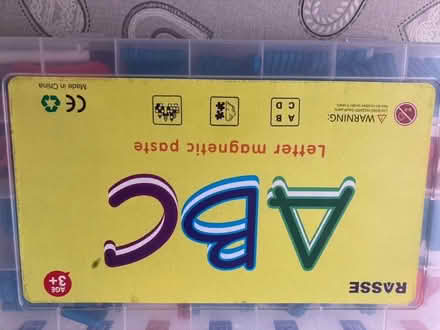 RASSE
AGE
3+
ABC
Letter magnetic paste
⚠ WARNING:
A B
C D
CE
Made in China